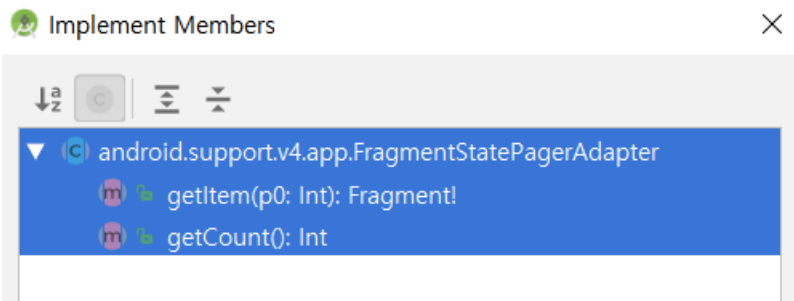 Implement Members
↓a z C
android.support.v4.app.FragmentStatePagerAdapter
getItem(p0: Int): Fragment!
getCount(): Int